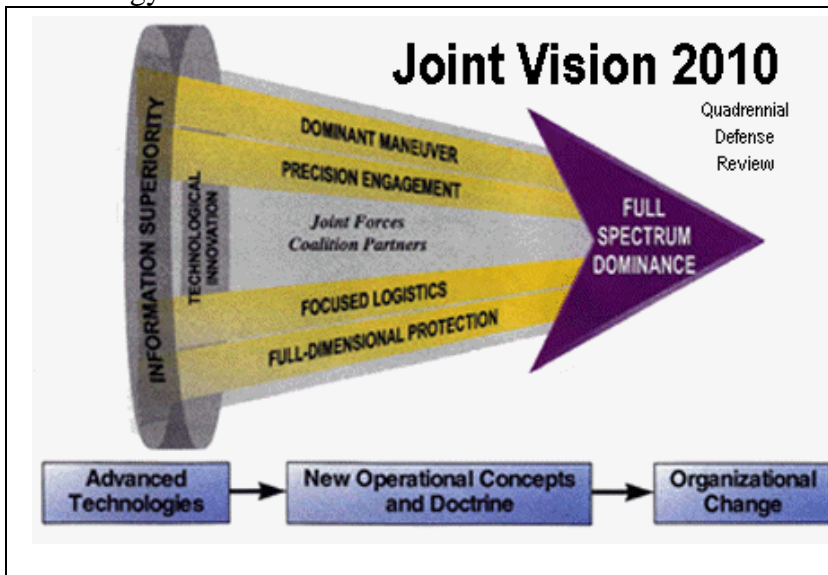 Joint Vision 2010
Quadrennial
Defense
Review
INFORMATION SUPERIORITY
TECHNOLOGICAL
INNOVATION
DOMINANT MANEUVER
PRECISION ENGAGEMENT
Joint Forces
Coalition Partners
FOCUSED LOGISTICS
FULL-DIMENSIONAL PROTECTION
FULL
SPECTRUM
DOMINANCE
Advanced
Technologies
New Operational Concepts
and Doctrine
Organizational
Change